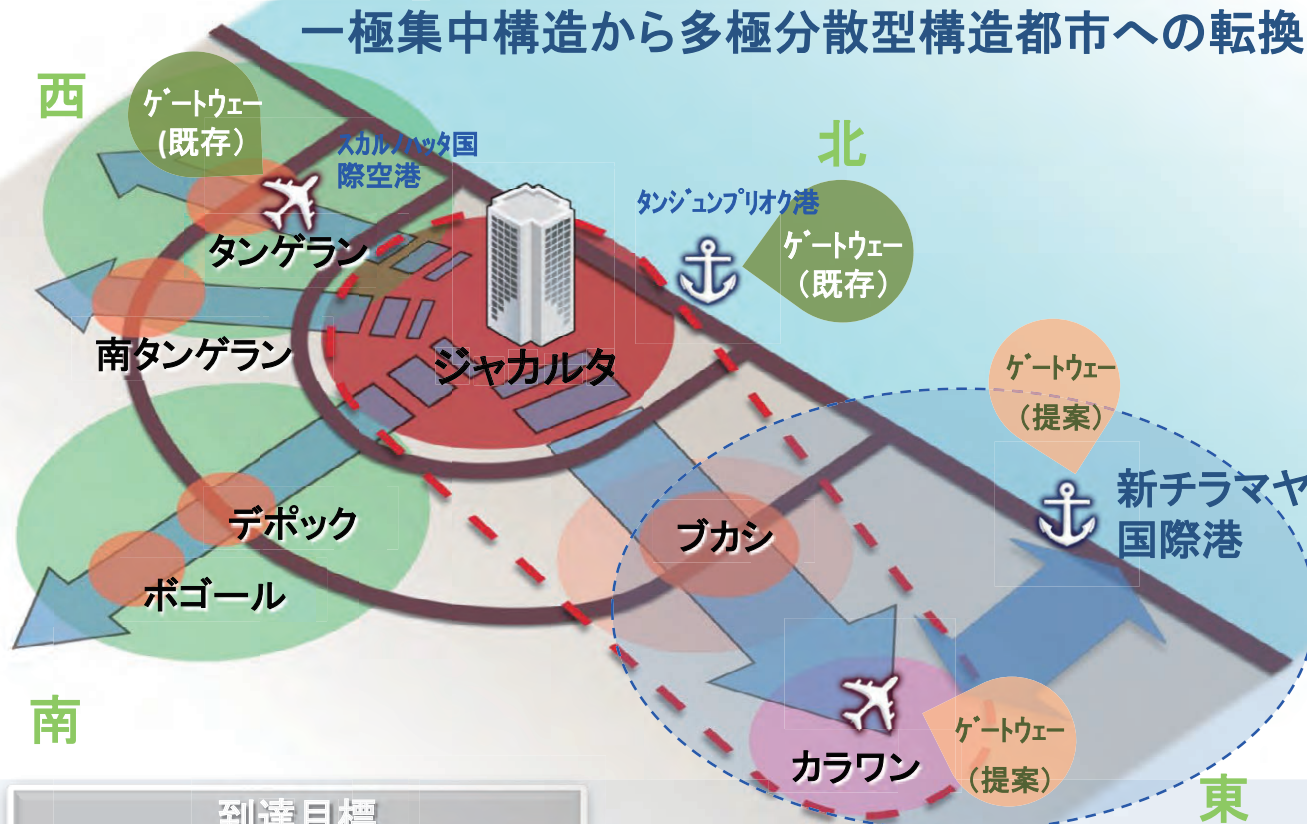 一極集中構造から多極分散型構造都市への転換
西
ｹﾞｰﾄｳｪｰ
(既存）
ｽｶﾙﾉﾊｯﾀ国
際空港
北
ﾀﾝｼﾞｭﾝﾌﾟﾘｵｸ港
ｹﾞｰﾄｳｪｰ
（既存）
タンゲラン
南タンゲラン
ジャカルタ
ｹﾞｰﾄｳｪｰ
（提案）
新チラマヤ
国際港
デポック
ブカシ
ボゴール
南
カラワン
ｹﾞｰﾄｳｪｰ
（提案）
東
到達目標